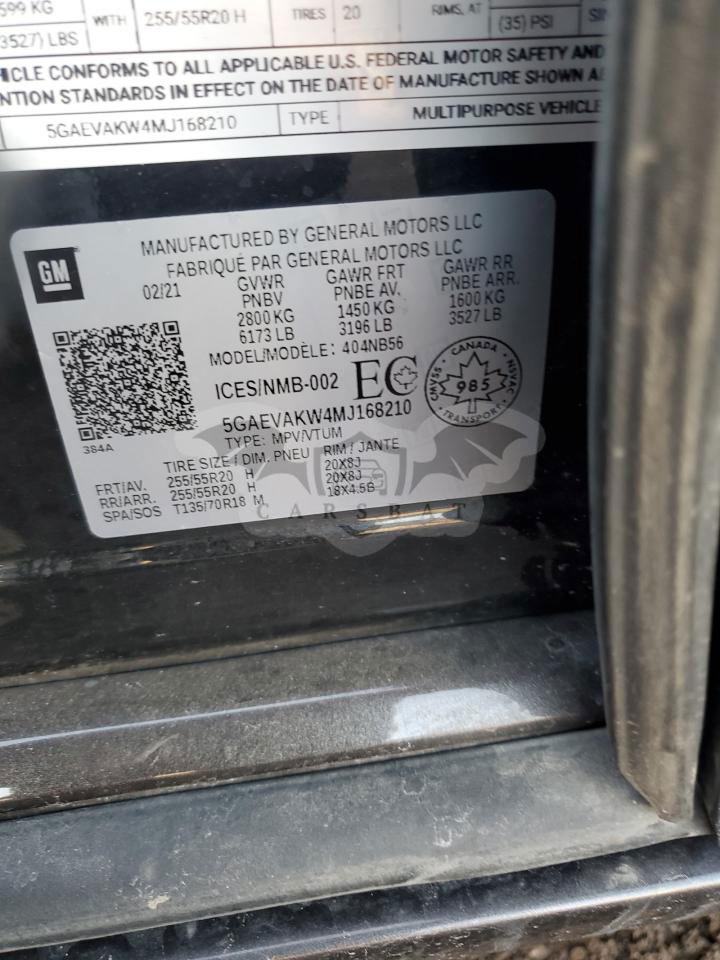 599 KG
3527) LBS
WITH
255/55R20 H
TIRES
20
RIMS, AT
(35) PSI
CLE CONFORMS TO ALL APPLICABLE U.S. FEDERAL MOTOR SAFETY AND
NTION STANDARDS IN EFFECT ON THE DATE OF MANUFACTURE SHOWN
5GAEVAKW4MJ168210
TYPE
MULTIPURPOSE VEHICLE
GM
MANUFACTURED BY GENERAL MOTORS LLC
FABRIQUÉ PAR GENERAL MOTORS LLC
02/21 GVWR GAWR FRT GAWR RR
PNBV PNBE AV. PNBE ARR.
2800 KG 1450 KG 1600 KG
6173 LB 3196 LB 3527 LB
MODEL/MODÈLE: 404NB56
ICES/NMB-002 EC
CANADA
CMVSS 985 NSVAC
TRANSPORT
5GAEVAKW4MJ168210
TYPE: MPV/VTUM
384A
TIRE SIZE / DIM. PNEU RIM / JANTE
FRT/AV. 255/55R20 H 20X8J
RR/ARR. 255/55R20 H 20X8J
SPA/SOS T135/70R18 M 18X4.5B
CARSBAT